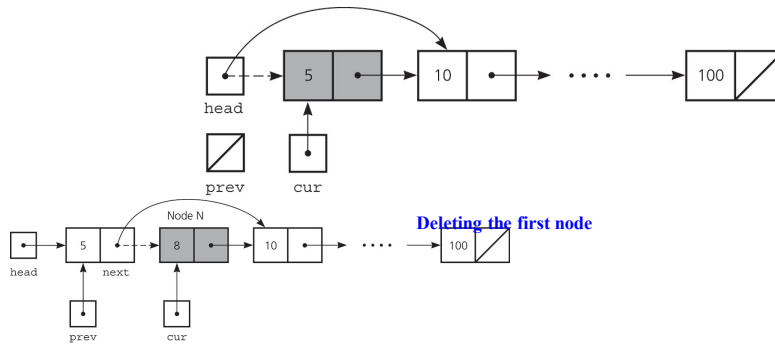 5 10 100
head
prev cur
Node N
Deleting the first node
5 8 10 100
head next
prev cur